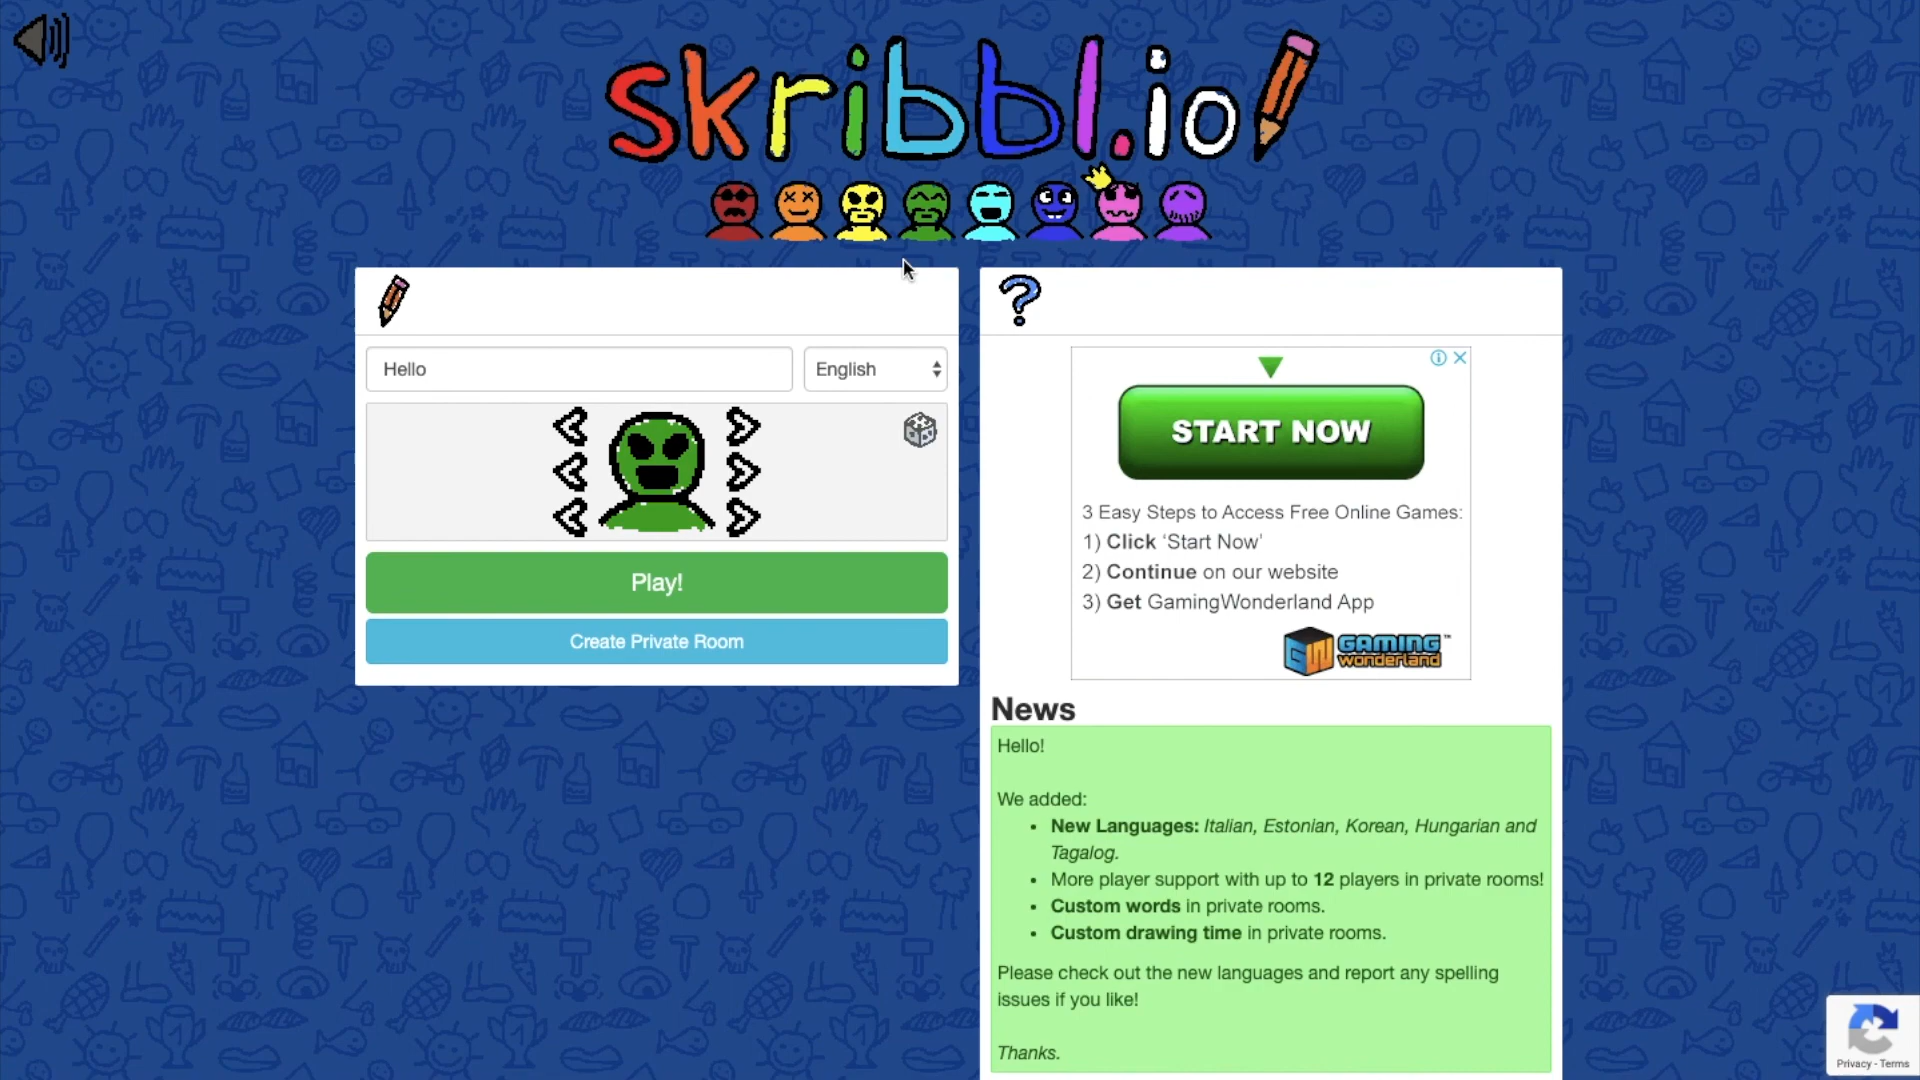 skribbl.io
Hello
English
Play!
Create Private Room
START NOW
3 Easy Steps to Access Free Online Games:
1) Click ‘Start Now’
2) Continue on our website
3) Get GamingWonderland App
GW GAMING wonderland™
News
Hello!
We added:
• New Languages: Italian, Estonian, Korean, Hungarian and
Tagalog.
• More player support with up to 12 players in private rooms!
• Custom words in private rooms.
• Custom drawing time in private rooms.
Please check out the new languages and report any spelling
issues if you like!
Thanks.
Privacy - Terms